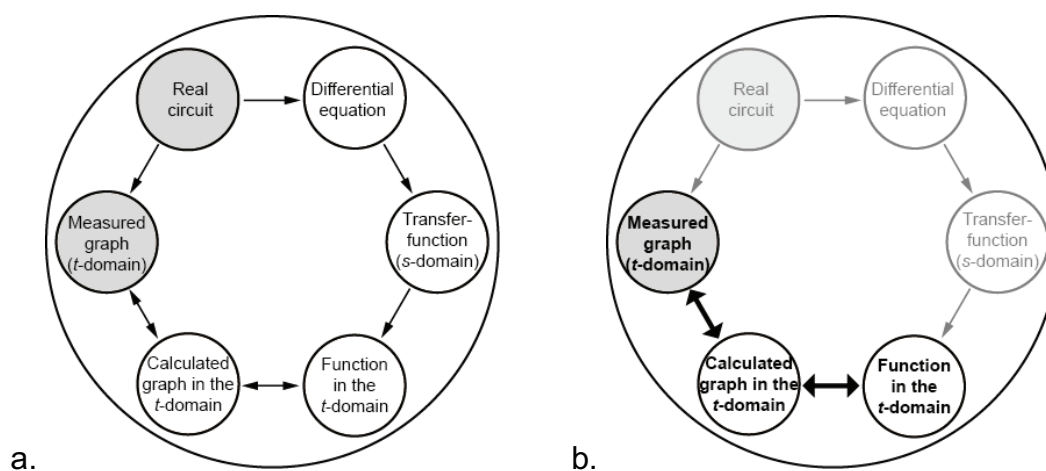 Real
circuit
Differential
equation
Measured
graph
(t-domain)
Transfer-
function
(s-domain)
Calculated
graph in the
t-domain
Function
in the
t-domain
a.
Real
circuit
Differential
equation
Measured
graph
(t-domain)
Transfer-
function
(s-domain)
Calculated
graph in the
t-domain
Function
in the
t-domain
b.